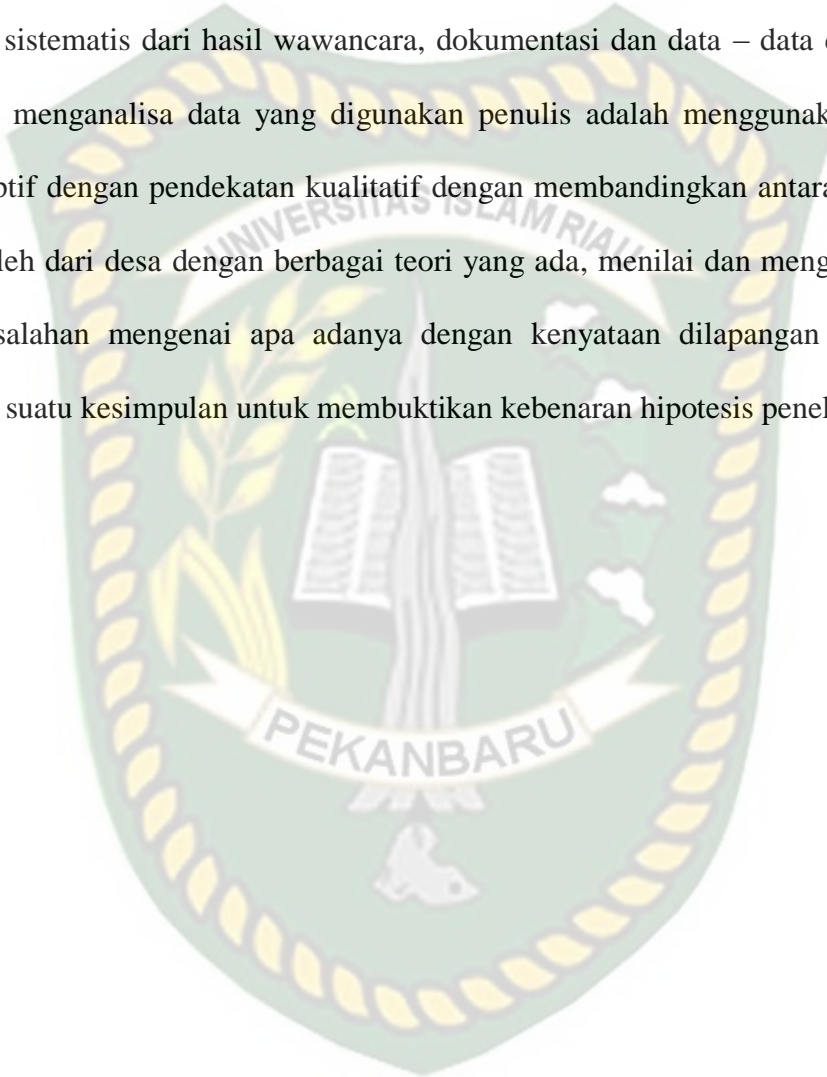 sistematis dari hasil wawancara, dokumentasi dan data – data
menganalisa data yang digunakan penulis adalah menggunak
ptif dengan pendekatan kualitatif dengan membandingkan antara
leh dari desa dengan berbagai teori yang ada, menilai dan meng
UNIVERSITAS ISLAM RIAU
salahan mengenai apa adanya dengan kenyataan dilapangan
suatu kesimpulan untuk membuktikan kebenaran hipotesis penel
PEKANBARU